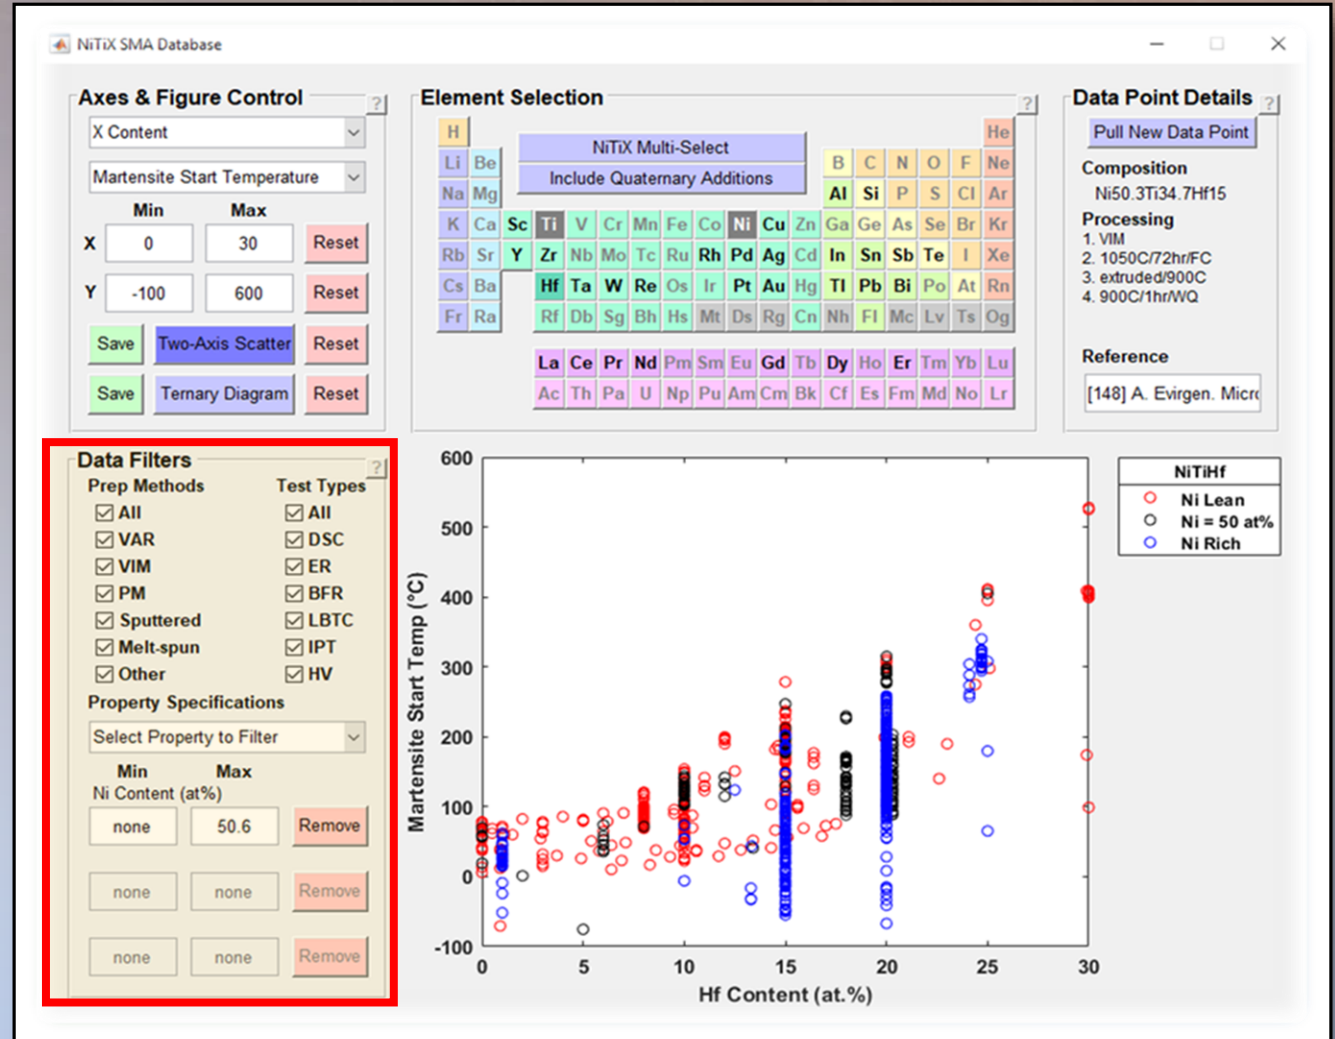 NiTiX SMA Database
Axes & Figure Control
?
X Content
Martensite Start Temperature
Min Max
X 0 30 Reset
Y -100 600 Reset
Save Two-Axis Scatter Reset
Save Ternary Diagram Reset
Element Selection
?
NiTiX Multi-Select
Include Quaternary Additions
H He
Li Be B C N O F Ne
Na Mg Al Si P S Cl Ar
K Ca Sc Ti V Cr Mn Fe Co Ni Cu Zn Ga Ge As Se Br Kr
Rb Sr Y Zr Nb Mo Tc Ru Rh Pd Ag Cd In Sn Sb Te I Xe
Cs Ba Hf Ta W Re Os Ir Pt Au Hg Tl Pb Bi Po At Rn
Fr Ra Rf Db Sg Bh Hs Mt Ds Rg Cn Nh Fl Mc Lv Ts Og
La Ce Pr Nd Pm Sm Eu Gd Tb Dy Ho Er Tm Yb Lu
Ac Th Pa U Np Pu Am Cm Bk Cf Es Fm Md No Lr
Data Point Details
?
Pull New Data Point
Composition
Ni50.3Ti34.7Hf15
Processing
1. VIM
2. 1050C/72hr/FC
3. extruded/900C
4. 900C/1hr/WQ
Reference
[148] A. Evirgen. Micro
Data Filters
?
Prep Methods Test Types
All All
VAR DSC
VIM ER
PM BFR
Sputtered LBTC
Melt-spun IPT
Other HV
Property Specifications
Select Property to Filter
Min Max
Ni Content (at%)
none 50.6 Remove
none none Remove
none none Remove
Martensite Start Temp (°C)
600
500
400
300
200
100
0
-100
0 5 10 15 20 25 30
Hf Content (at.%)
NiTiHf
Ni Lean
Ni = 50 at%
Ni Rich